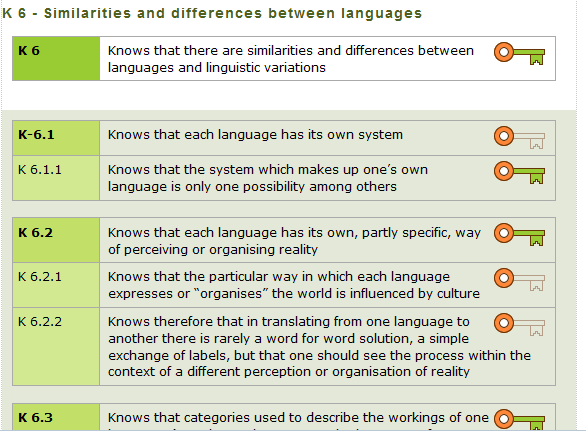 K 6 - Similarities and differences between languages
K 6
Knows that there are similarities and differences between
languages and linguistic variations
K-6.1
Knows that each language has its own system
K 6.1.1
Knows that the system which makes up one´s own
language is only one possibility among others
K 6.2
Knows that each language has its own, partly specific, way
of perceiving or organising reality
K 6.2.1
Knows that the particular way in which each language
expresses or “organises” the world is influenced by culture
K 6.2.2
Knows therefore that in translating from one language to
another there is rarely a word for word solution, a simple
exchange of labels, but that one should see the process within the
context of a different perception or organisation of reality
K 6.3
Knows that categories used to describe the workings of one